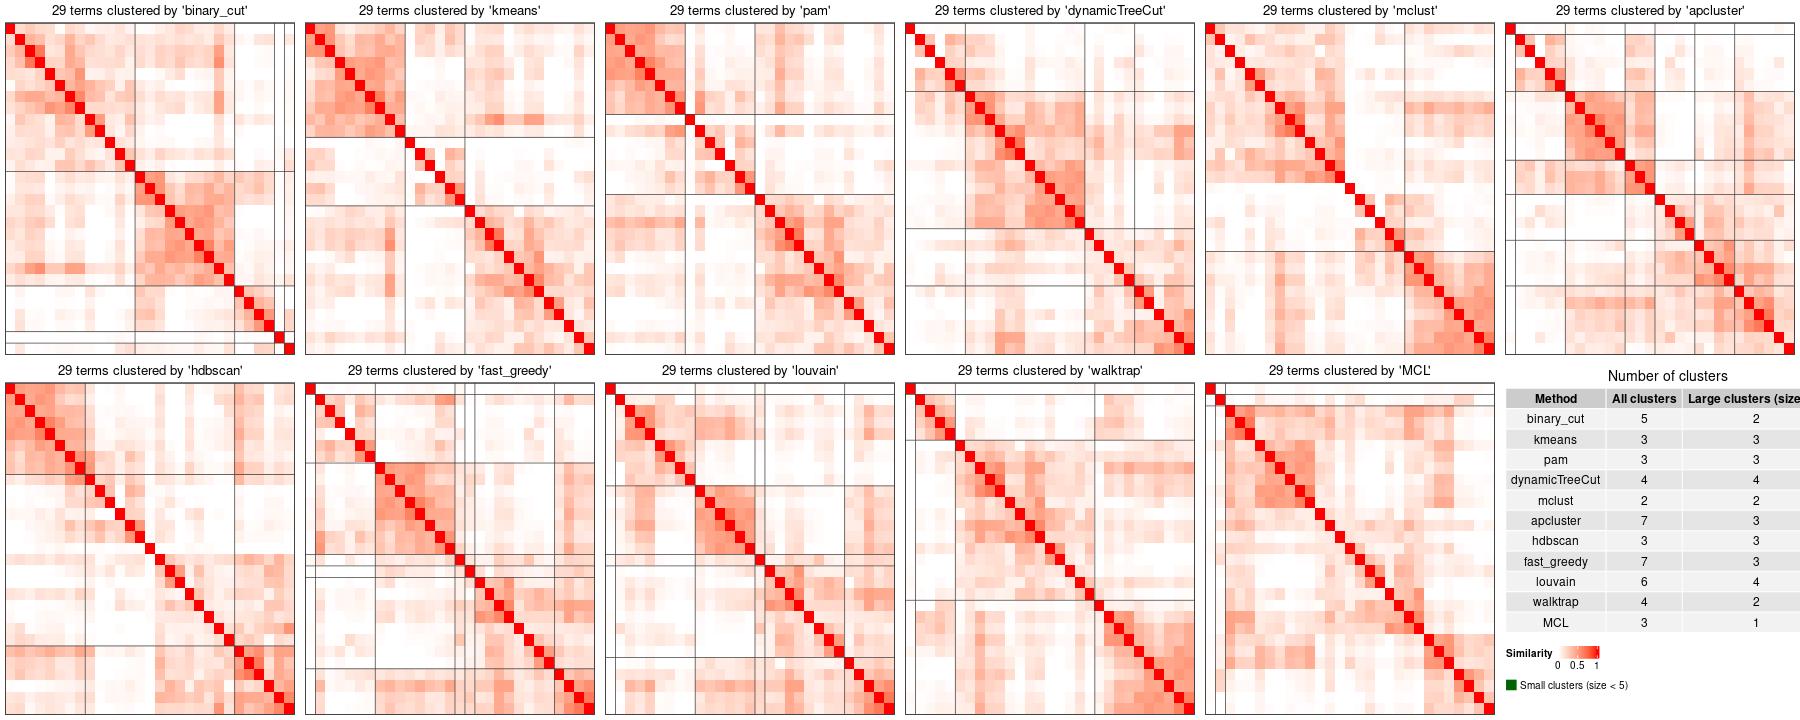 29 terms clustered by 'binary_cut'
29 terms clustered by 'kmeans'
29 terms clustered by 'pam'
29 terms clustered by 'dynamicTreeCut'
29 terms clustered by 'mclust'
29 terms clustered by 'apcluster'
29 terms clustered by 'hdbscan'
29 terms clustered by 'fast_greedy'
29 terms clustered by 'louvain'
29 terms clustered by 'walktrap'
29 terms clustered by 'MCL'
Number of clusters
Method All clusters Large clusters (size
binary_cut 5 2
kmeans 3 3
pam 3 3
dynamicTreeCut 4 4
mclust 2 2
apcluster 7 3
hdbscan 3 3
fast_greedy 7 3
louvain 6 4
walktrap 4 2
MCL 3 1
Similarity
0 0.5 1
Small clusters (size < 5)